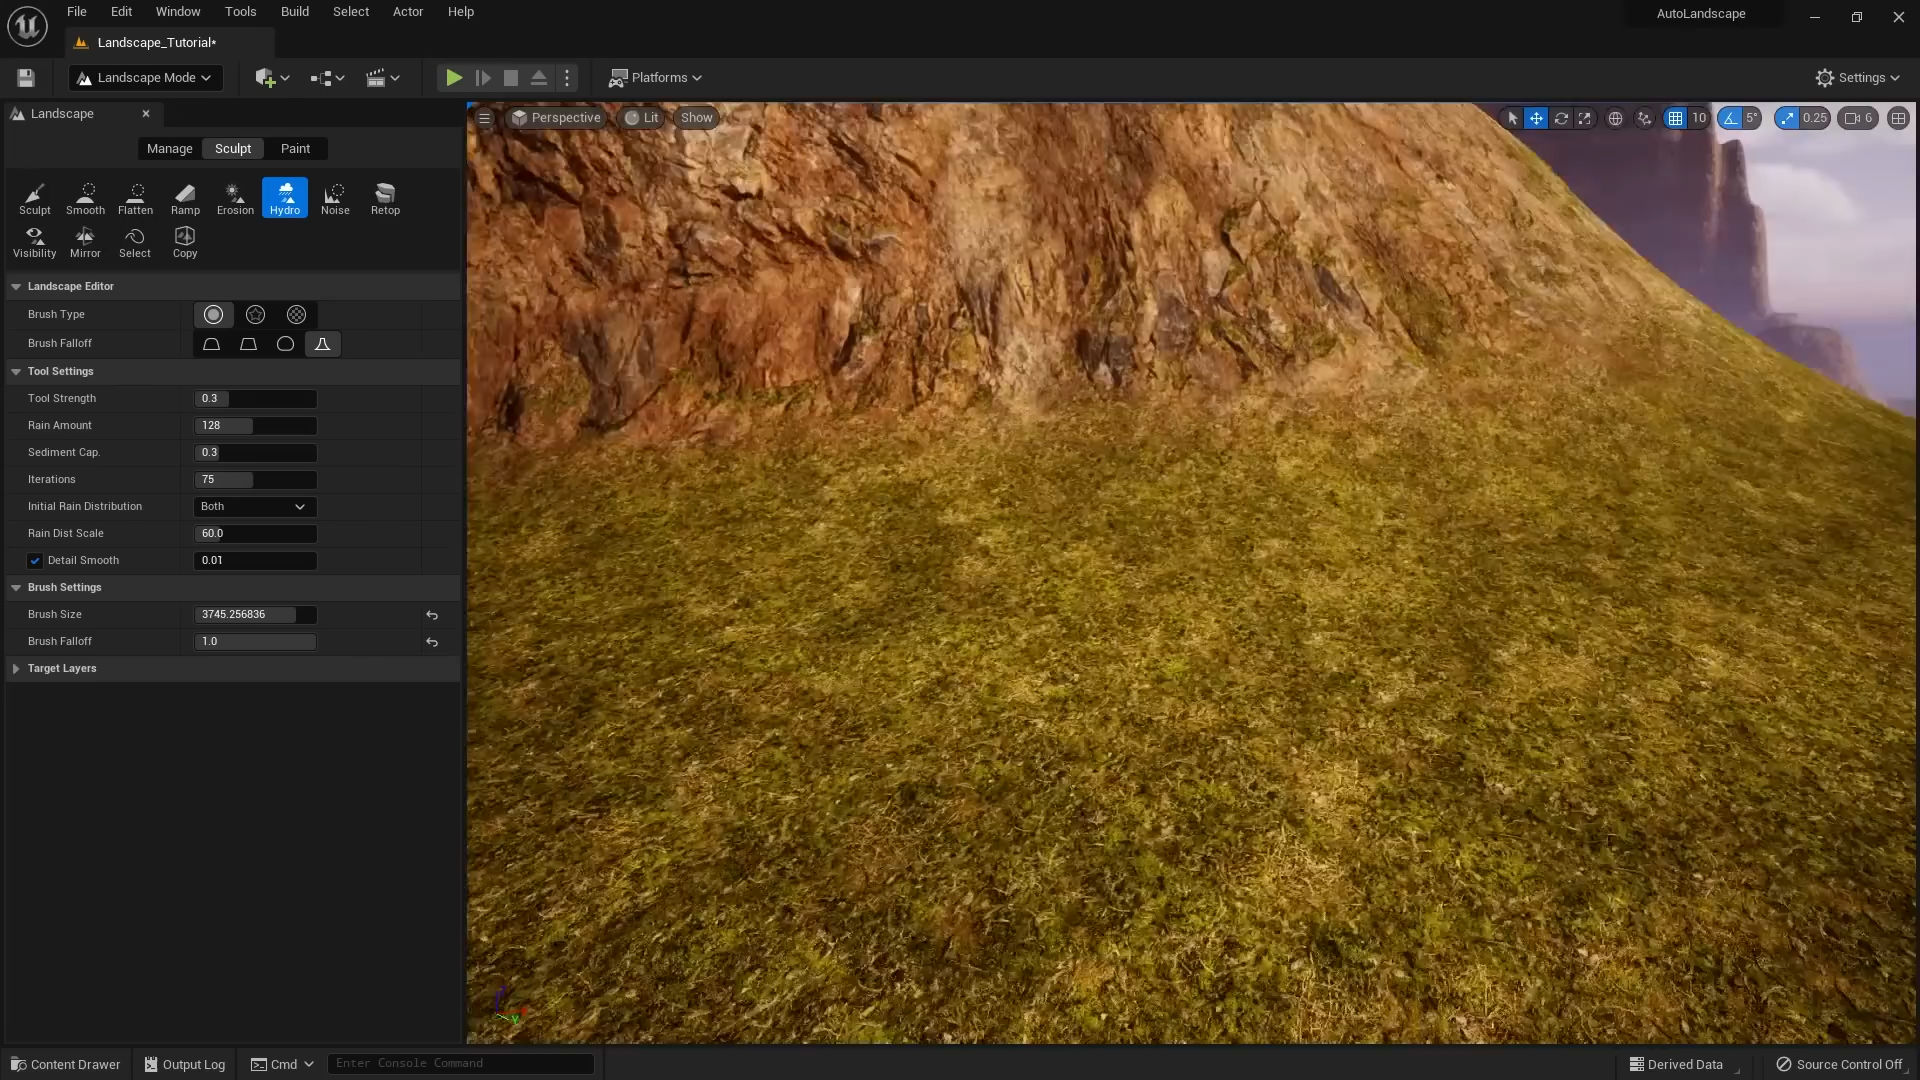 File Edit Window Tools Build Select Actor Help
AutoLandscape
Landscape_Tutorial*
Landscape Mode
Platforms
Settings
Landscape
Perspective
Lit
Show
10
5°
0.25
6
Manage Sculpt Paint
Sculpt Smooth Flatten Ramp Erosion Hydro Noise Retop
Visibility Mirror Select Copy
Landscape Editor
Brush Type
Brush Falloff
Tool Settings
Tool Strength 0.3
Rain Amount 128
Sediment Cap. 0.3
Iterations 75
Initial Rain Distribution Both
Rain Dist Scale 60.0
Detail Smooth 0.01
Brush Settings
Brush Size 3745.256836
Brush Falloff 1.0
Target Layers
Y
Content Drawer
Output Log
Cmd
Enter Console Command
Derived Data
Source Control Off